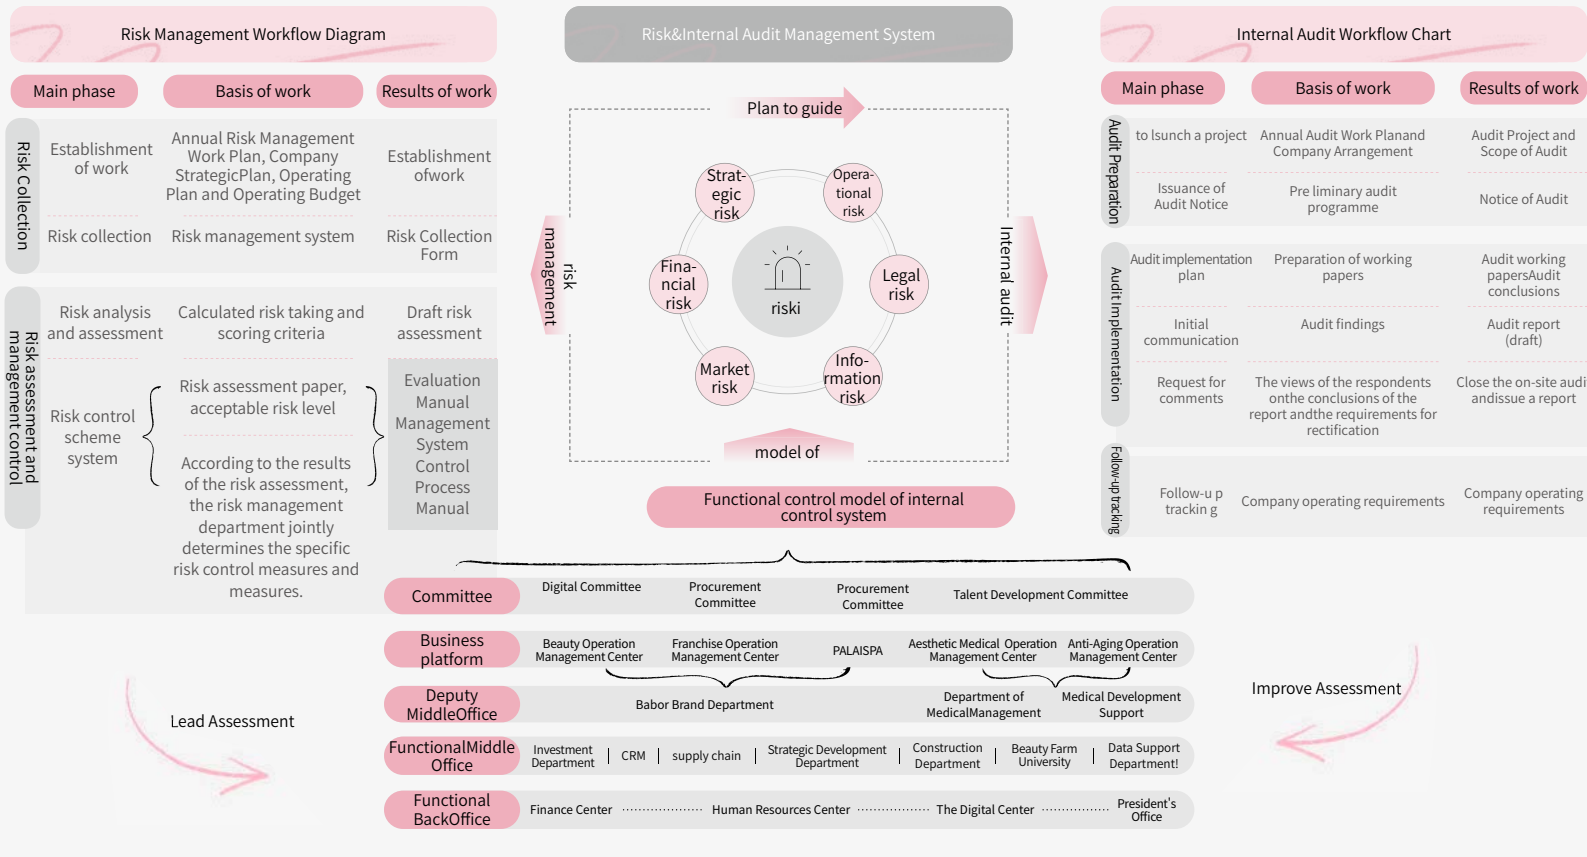 Risk Management Workflow Diagram
Main phase
Basis of work
Results of work
Risk Collection
Establishment
of work
Annual Risk Management
Work Plan, Company
StrategicPlan, Operating
Plan and Operating Budget
Establishment
ofwork
Risk collection
Risk management system
Risk Collection
Form
Risk assessment and
management control
Risk analysis
and assessment
Calculated risk taking and
scoring criteria
Draft risk
assessment
Risk control
scheme
system
Risk assessment paper,
acceptable risk level
According to the results
of the risk assessment,
the risk management
department jointly
determines the specific
risk control measures and
measures.
Evaluation
Manual
Management
System
Control
Process
Manual
Risk&Internal Audit Management System
Plan to guide
risk
management
Internal audit
Strat-
egic
risk
Opera-
tional
risk
Fina-
ncial
risk
riski
Legal
risk
Market
risk
Info-
rmation
risk
model of
Functional control model of internal
control system
Internal Audit Workflow Chart
Main phase
Basis of work
Results of work
Audit Preparation
to lsunch a project
Annual Audit Work Planand
Company Arrangement
Audit Project and
Scope of Audit
Issuance of
Audit Notice
Pre liminary audit
programme
Notice of Audit
Audit Implementation
Audit implementation
plan
Preparation of working
papers
Audit working
papersAudit
conclusions
Initial
communication
Audit findings
Audit report
(draft)
Request for
comments
The views of the respondents
onthe conclusions of the
report andthe requirements for
rectification
Close the on-site audi
andissue a report
Follow-up tracking
Follow-u p
trackin g
Company operating requirements
Company operating
requirements
Committee
Digital Committee
Procurement
Committee
Procurement
Committee
Talent Development Committee
Business
platform
Beauty Operation
Management Center
Franchise Operation
Management Center
PALAISPA
Aesthetic Medical Operation
Management Center
Anti-Aging Operation
Management Center
Deputy
MiddleOffice
Babor Brand Department
Department of
MedicalManagement
Medical Development
Support
FunctionalMiddle
Office
Investment
Department
CRM
supply chain
Strategic Development
Department
Construction
Department
Beauty Farm
University
Data Support
Department!
Functional
BackOffice
Finance Center
Human Resources Center
The Digital Center
President's
Office
Lead Assessment
Improve Assessment